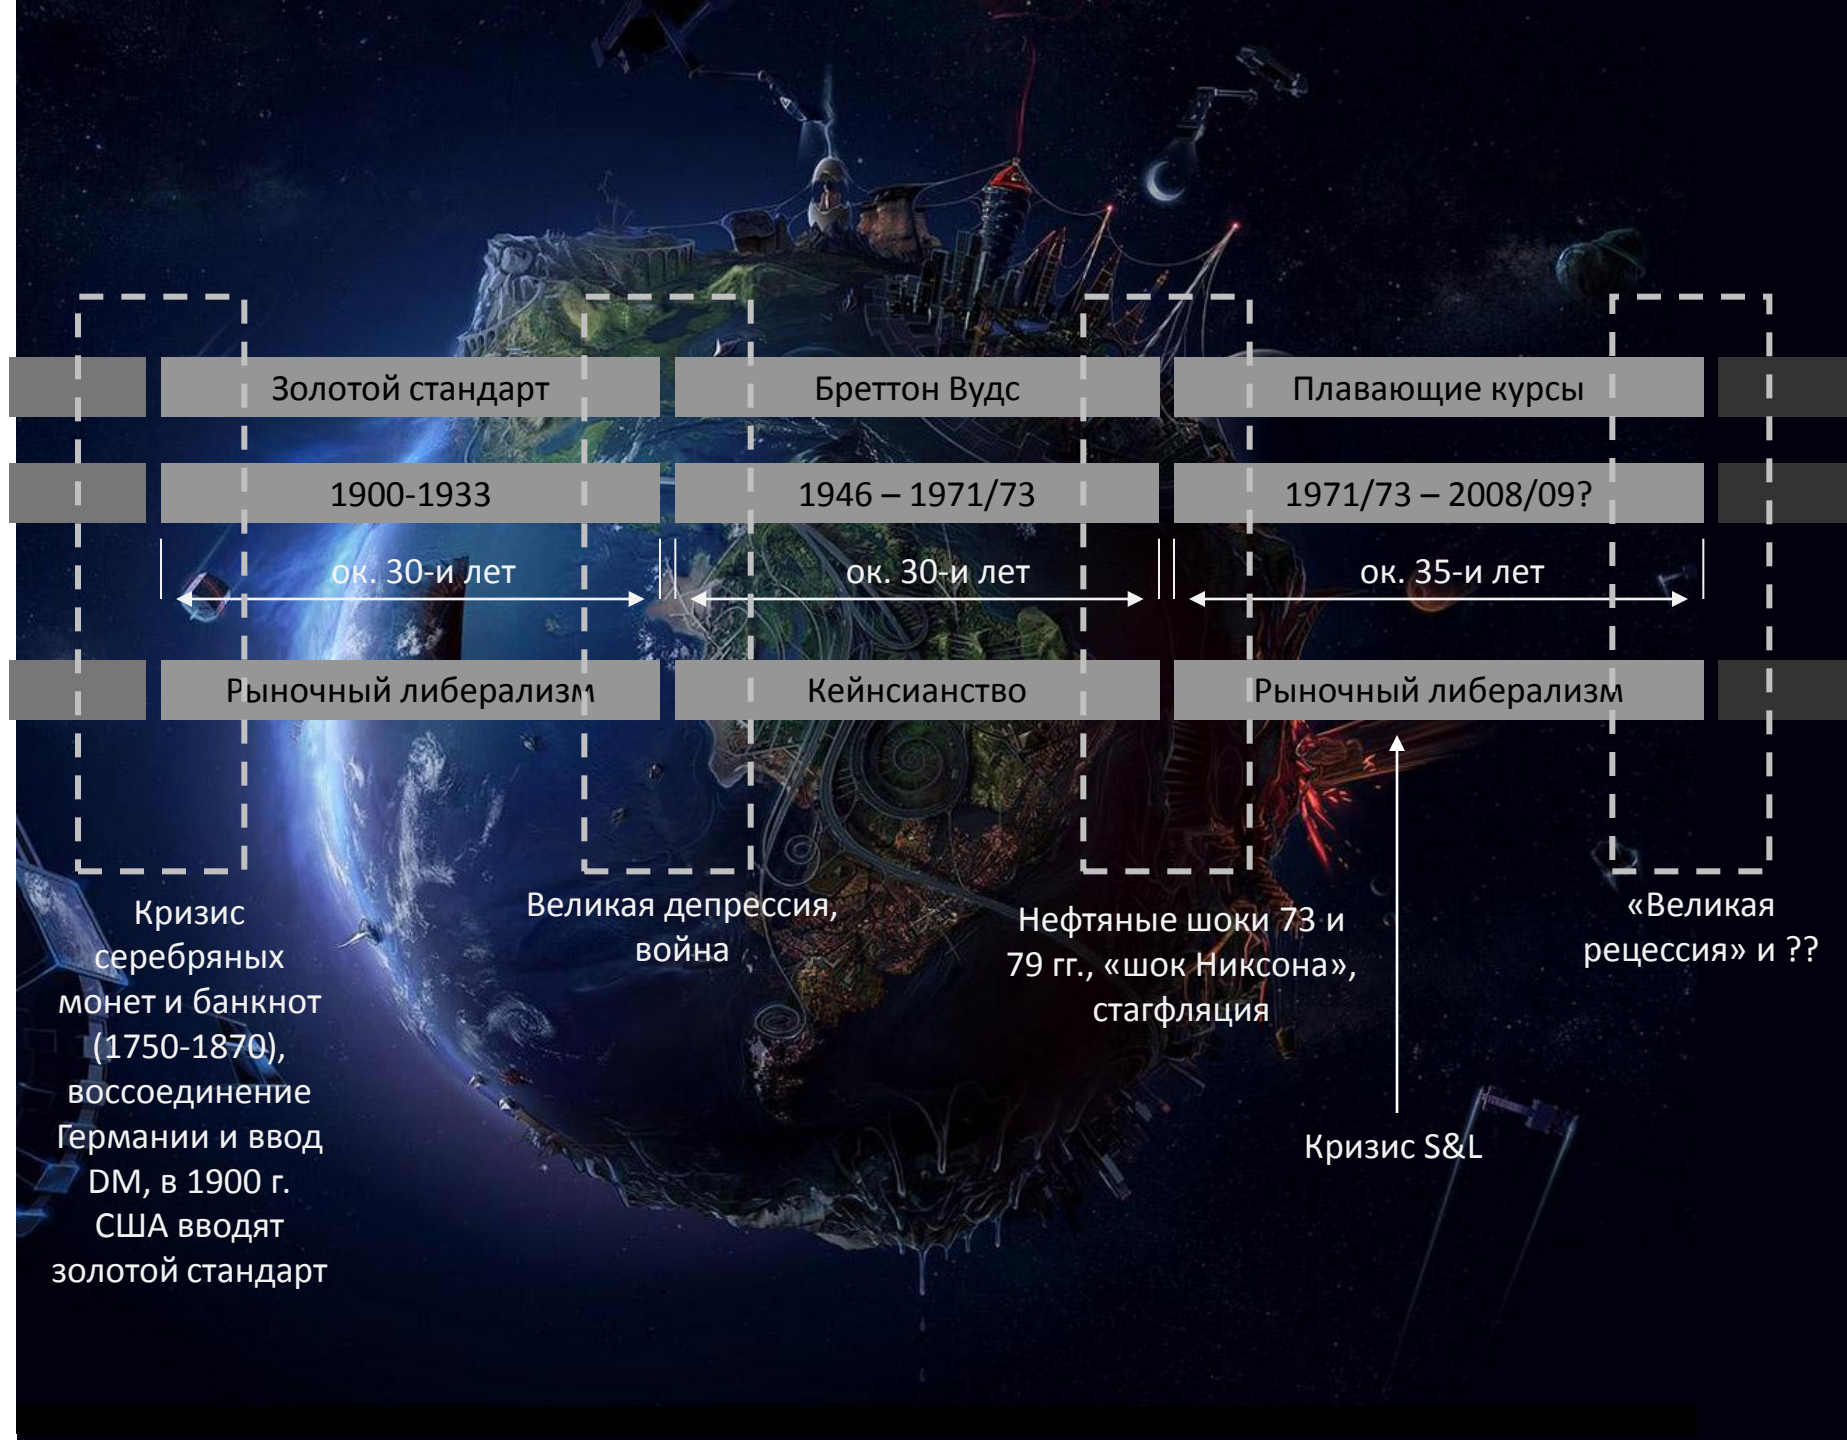 Золотой стандарт
Бреттон Вудс
Плавающие курсы
1900-1933
1946 – 1971/73
1971/73 – 2008/09?
ок. 30-и лет
ок. 30-и лет
ок. 35-и лет
Рыночный либерализм
Кейнсианство
Рыночный либерализм
Кризис
серебряных
монет и банкнот
(1750-1870),
воссоединение
Германии и ввод
DM, в 1900 г.
США вводят
золотой стандарт
Великая депрессия,
война
Нефтяные шоки 73 и
79 гг., «шок Никсона»,
стагфляция
Кризис S&L
«Великая
рецессия» и ??